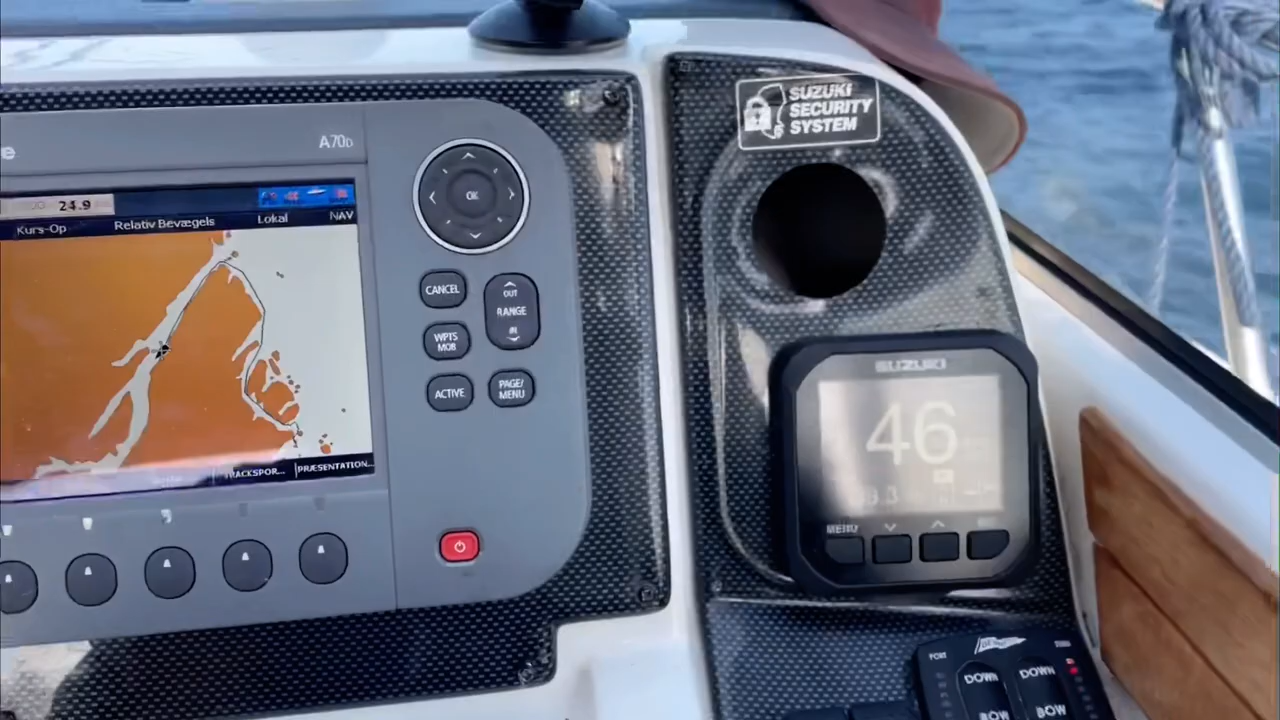 e
A70D
24.9
Kurs-Op Relativ Bevægels Lokal NAV
TRACKSPOR... PRÆSENTATION...
OK
CANCEL
OUT
RANGE
IN
WPTS
MOB
ACTIVE
PAGE/
MENU
SUZUKI
SECURITY
SYSTEM
SUZUKI
46
MENU
PORT
DOWN DOWN
BOW BOW